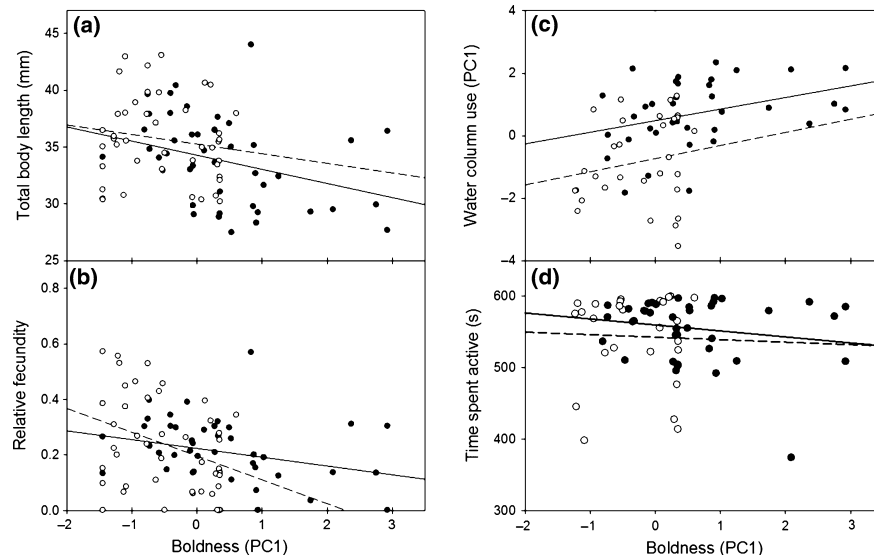 (a)
Total body length (mm)
45
40
35
30
25
(b)
Relative fecundity
0.8
0.6
0.4
0.2
0.0
−2 −1 0 1 2 3
Boldness (PC1)
(c)
Water column use (PC1)
4
2
0
−2
−4
(d)
Time spent active (s)
600
500
400
300
−2 −1 0 1 2 3
Boldness (PC1)